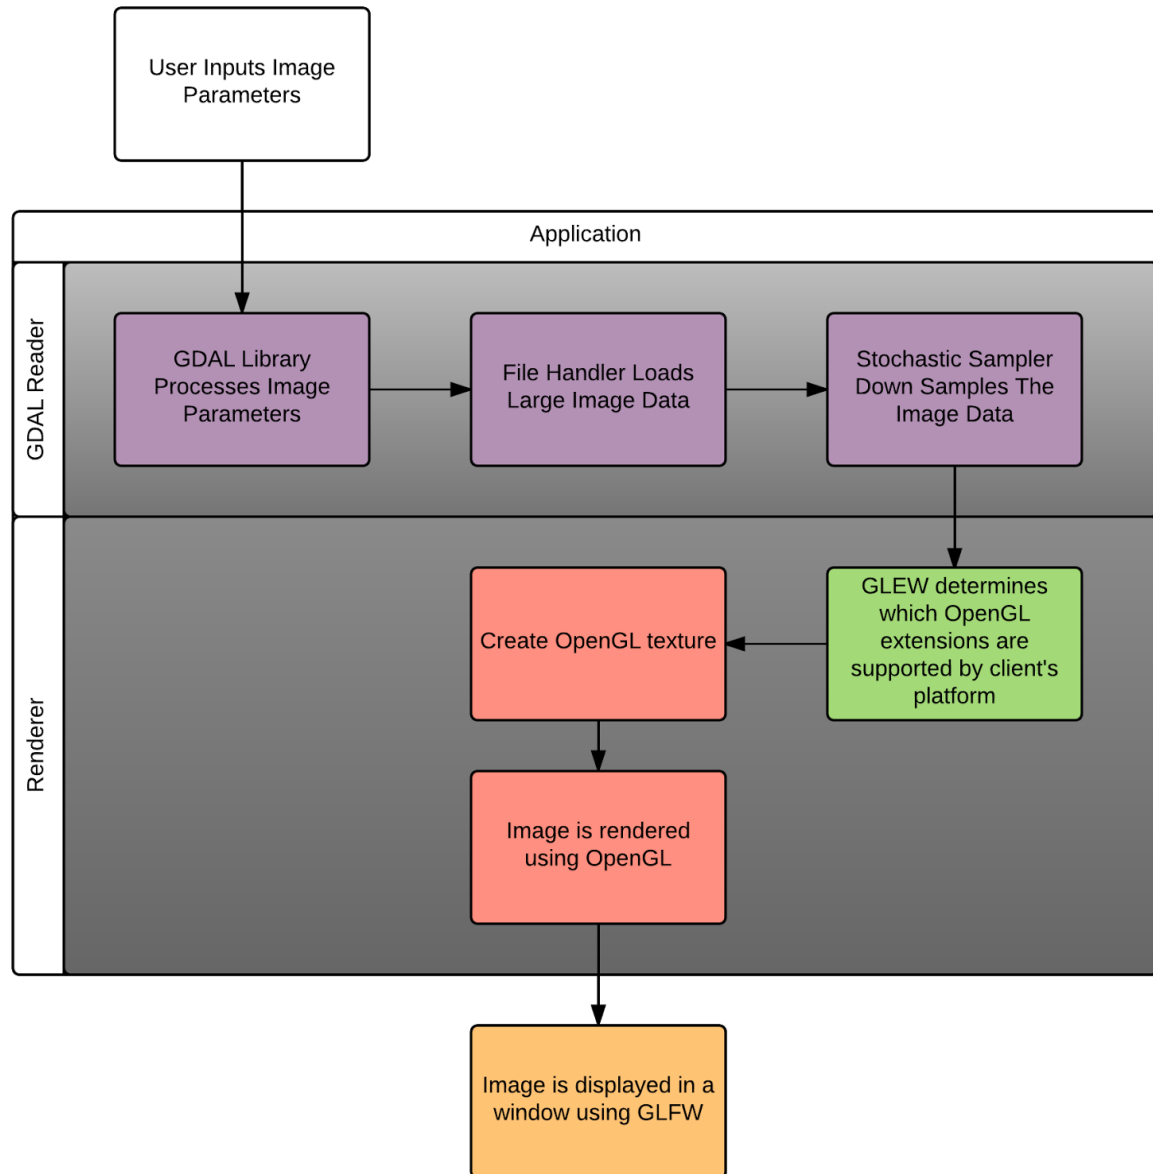 User Inputs Image
Parameters
Application
GDAL Reader
GDAL Library
Processes Image
Parameters
File Handler Loads
Large Image Data
Stochastic Sampler
Down Samples The
Image Data
Renderer
Create OpenGL texture
GLEW determines
which OpenGL
extensions are
supported by client's
platform
Image is rendered
using OpenGL
Image is displayed in a
window using GLFW